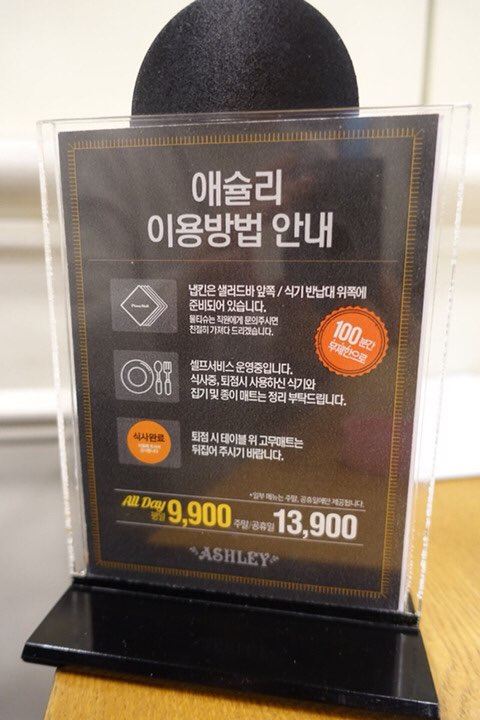 애슐리
이용방법 안내
냅킨은 샐러드바 앞쪽 / 식기 반납대 위쪽에
준비되어 있습니다.
물티슈는 직원에게 문의주시면
친절히 가져다 드리겠습니다.
100분간
무제한으로
셀프서비스 운영중입니다.
식사중, 퇴점시 사용하신 식기와
집기 및 종이 매트는 정리 부탁드립니다.
식사완료
퇴점 시 테이블 위 고무매트는
뒤집어 주시기 바랍니다.
*일부 메뉴는 주말, 공휴일에만 제공됩니다.
All Day
평일 9,900 주말/공휴일 13,900
ASHLEY